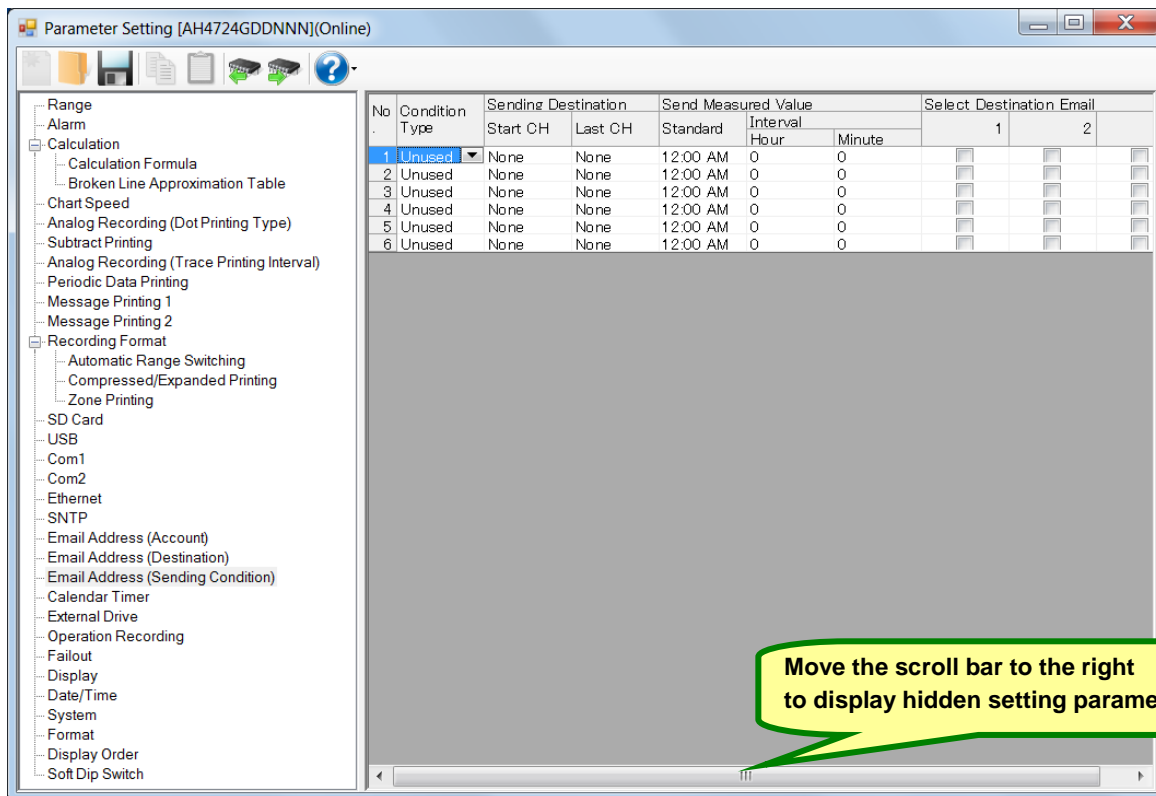 Parameter Setting [AH4724GDDNNN](Online)
Range
Alarm
Calculation
Calculation Formula
Broken Line Approximation Table
Chart Speed
Analog Recording (Dot Printing Type)
Subtract Printing
Analog Recording (Trace Printing Interval)
Periodic Data Printing
Message Printing 1
Message Printing 2
Recording Format
Automatic Range Switching
Compressed/Expanded Printing
Zone Printing
SD Card
USB
Com1
Com2
Ethernet
SNTP
Email Address (Account)
Email Address (Destination)
Email Address (Sending Condition)
Calendar Timer
External Drive
Operation Recording
Failout
Display
Date/Time
System
Format
Display Order
Soft Dip Switch
No. Condition Type Sending Destination Send Measured Value Select Destination Email
Start CH Last CH Standard Interval 1 2
Hour Minute
1 Unused None None 12:00 AM 0 0
2 Unused None None 12:00 AM 0 0
3 Unused None None 12:00 AM 0 0
4 Unused None None 12:00 AM 0 0
5 Unused None None 12:00 AM 0 0
6 Unused None None 12:00 AM 0 0
Move the scroll bar to the right
to display hidden setting parame